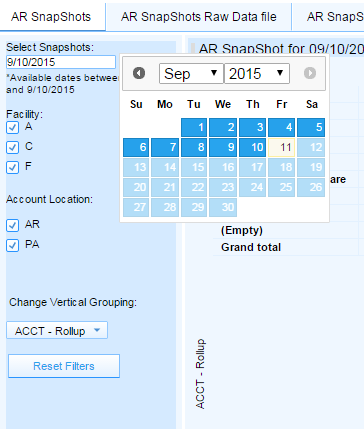 AR SnapShots
AR SnapShots Raw Data file
AR SnapS
Select Snapshots:
AR SnapShot for 09/10/20
9/10/2015
*Available dates betwee
and 9/10/2015
Sep
2015
Su Mo Tu We Th Fr Sa
1 2 3 4 5
6 7 8 9 10 11 12
13 14 15 16 17 18 19
20 21 22 23 24 25 26
27 28 29 30
Facility:
A
C
F
Account Location:
AR
PA
are
(Empty)
Grand total
Change Vertical Grouping:
ACCT - Rollup
Reset Filters
ACCT - Rollup